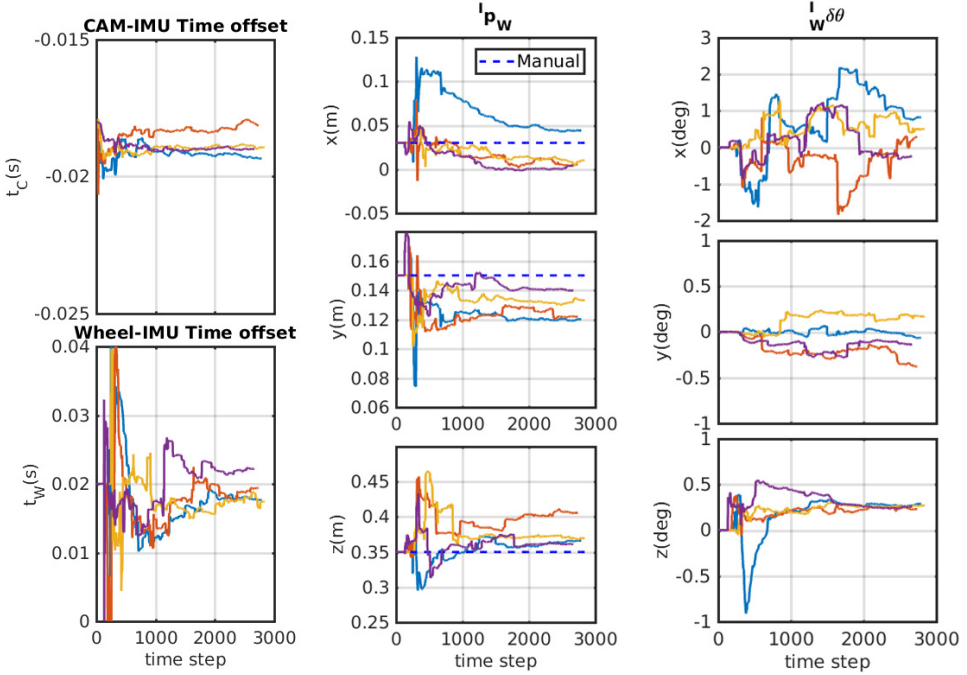 CAM-IMU Time offset
-0.015
-0.02
-0.025
t_C(s)
Wheel-IMU Time offset
0.04
0.03
0.02
0.01
0
t_W(s)
0 1000 2000 3000
time step
^I p_W
Manual
0.15
0.1
0.05
0
-0.05
x(m)
0.16
0.14
0.12
0.1
0.08
0.06
y(m)
0 1000 2000 3000
0.45
0.4
0.35
0.3
0.25
z(m)
0 1000 2000 3000
time step
^I_W δθ
3
2
1
0
-1
-2
x(deg)
0 1000 2000 3000
1
0.5
0
-0.5
-1
y(deg)
0 1000 2000 3000
1
0.5
0
-0.5
-1
z(deg)
0 1000 2000 3000
time step